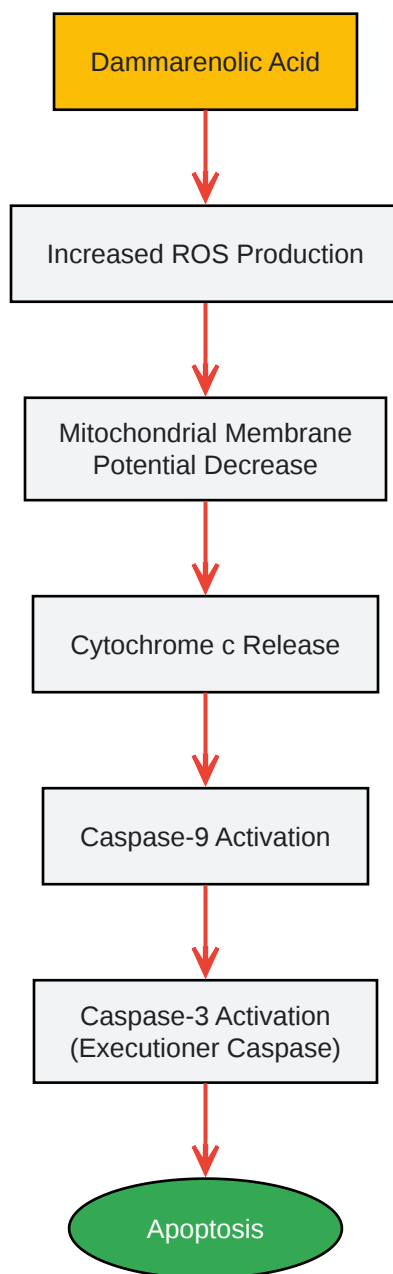 Dammarenolic Acid
Increased ROS Production
Mitochondrial Membrane
Potential Decrease
Cytochrome c Release
Caspase-9 Activation
Caspase-3 Activation
(Executioner Caspase)
Apoptosis